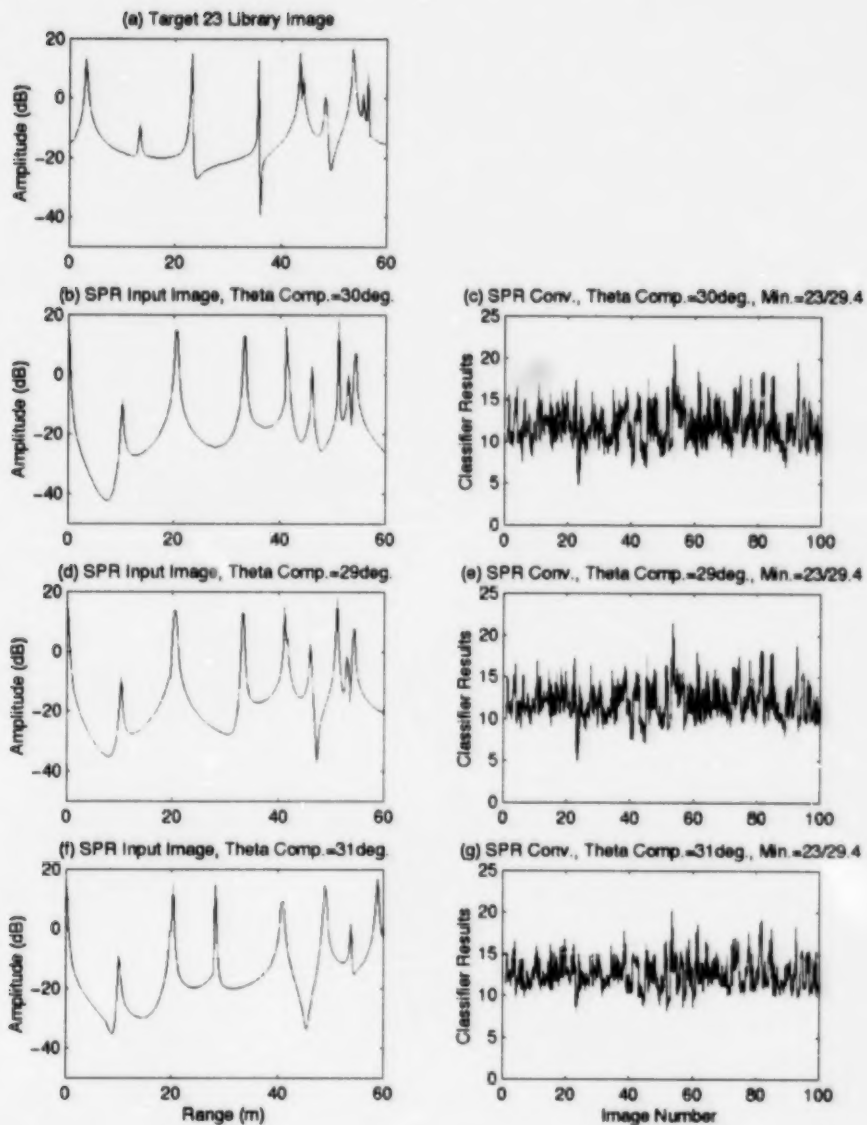 (a) Target 23 Library Image
20
0
−20
−40
Amplitude (dB)
0 20 40 60
(b) SPR Input Image, Theta Comp.=30deg.
20
0
−20
−40
Amplitude (dB)
0 20 40 60
(c) SPR Conv., Theta Comp.=30deg., Min.=23/29.4
25
20
15
10
5
0
Classifier Results
0 20 40 60 80 100
(d) SPR Input Image, Theta Comp.=29deg.
20
0
−20
−40
Amplitude (dB)
0 20 40 60
(e) SPR Conv., Theta Comp.=29deg., Min.=23/29.4
25
20
15
10
5
0
Classifier Results
0 20 40 60 80 100
(f) SPR Input Image, Theta Comp.=31deg.
20
0
−20
−40
Amplitude (dB)
0 20 40 60
Range (m)
(g) SPR Conv., Theta Comp.=31deg., Min.=23/29.4
25
20
15
10
5
0
Classifier Results
0 20 40 60 80 100
Image Number